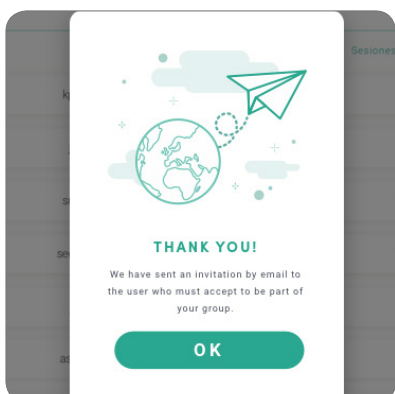 Sesiones
THANK YOU!
We have sent an invitation by email to
the user who must accept to be part of
your group.
OK